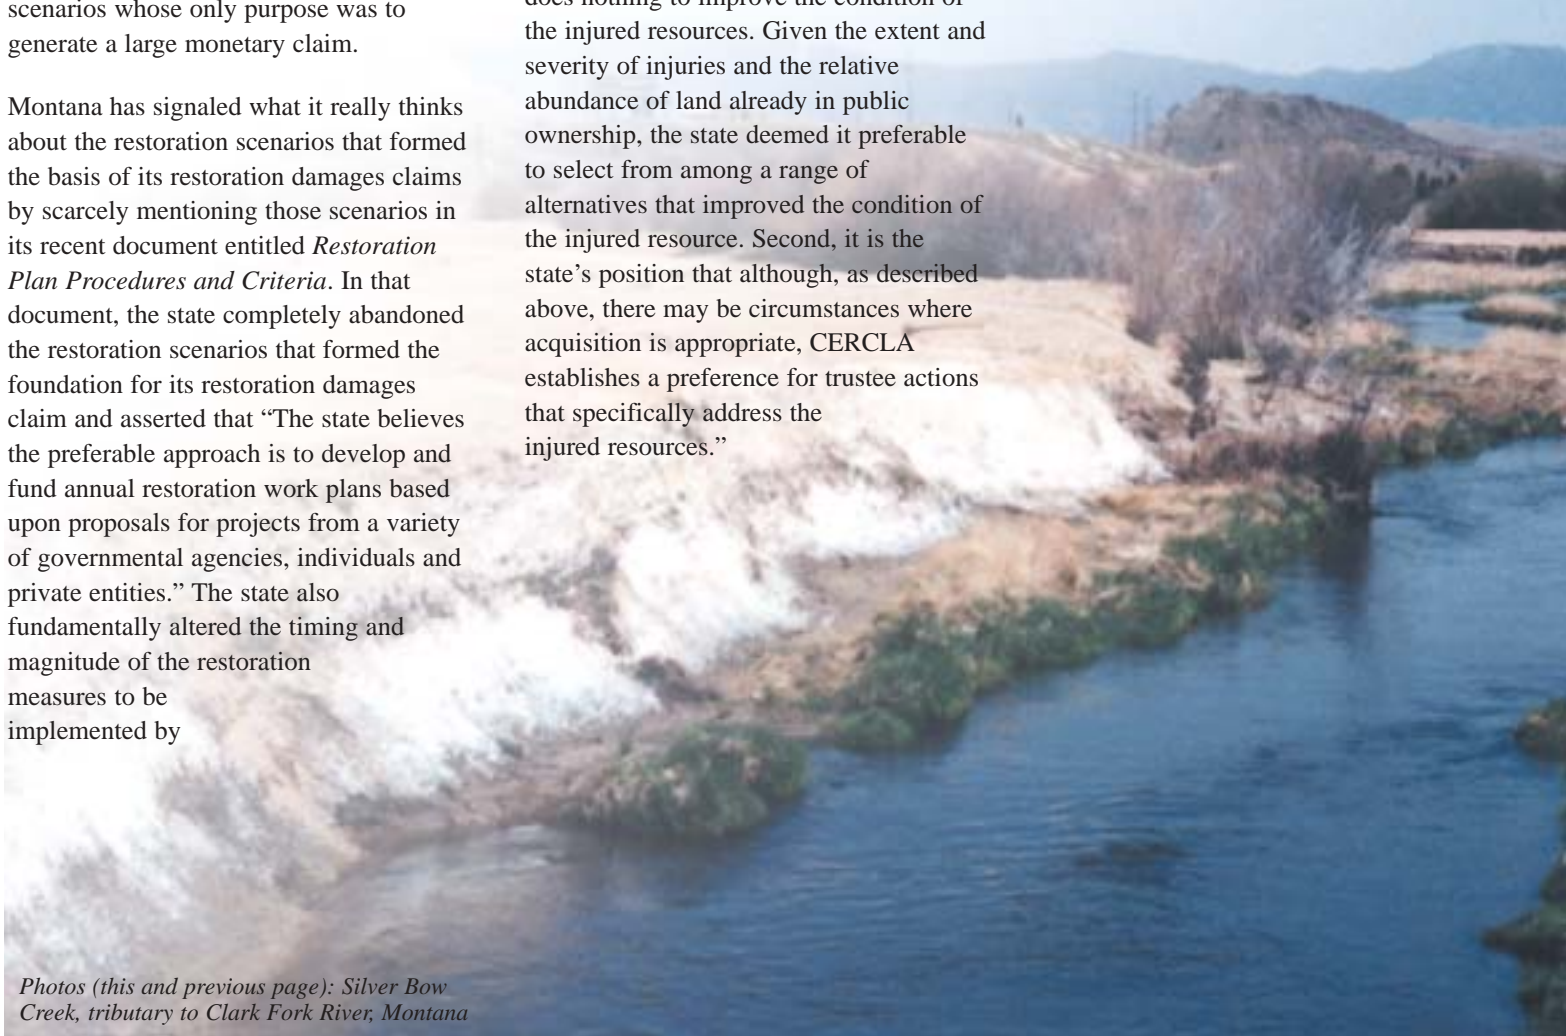 scenarios whose only purpose was to
generate a large monetary claim.
Montana has signaled what it really thinks
about the restoration scenarios that formed
the basis of its restoration damages claims
by scarcely mentioning those scenarios in
its recent document entitled Restoration
Plan Procedures and Criteria. In that
document, the state completely abandoned
the restoration scenarios that formed the
foundation for its restoration damages
claim and asserted that “The state believes
the preferable approach is to develop and
fund annual restoration work plans based
upon proposals for projects from a variety
of governmental agencies, individuals and
private entities.” The state also
fundamentally altered the timing and
magnitude of the restoration
measures to be
implemented by
does nothing to improve the condition of
the injured resources. Given the extent and
severity of injuries and the relative
abundance of land already in public
ownership, the state deemed it preferable
to select from among a range of
alternatives that improved the condition of
the injured resource. Second, it is the
state’s position that although, as described
above, there may be circumstances where
acquisition is appropriate, CERCLA
establishes a preference for trustee actions
that specifically address the
injured resources.”
Photos (this and previous page): Silver Bow
Creek, tributary to Clark Fork River, Montana